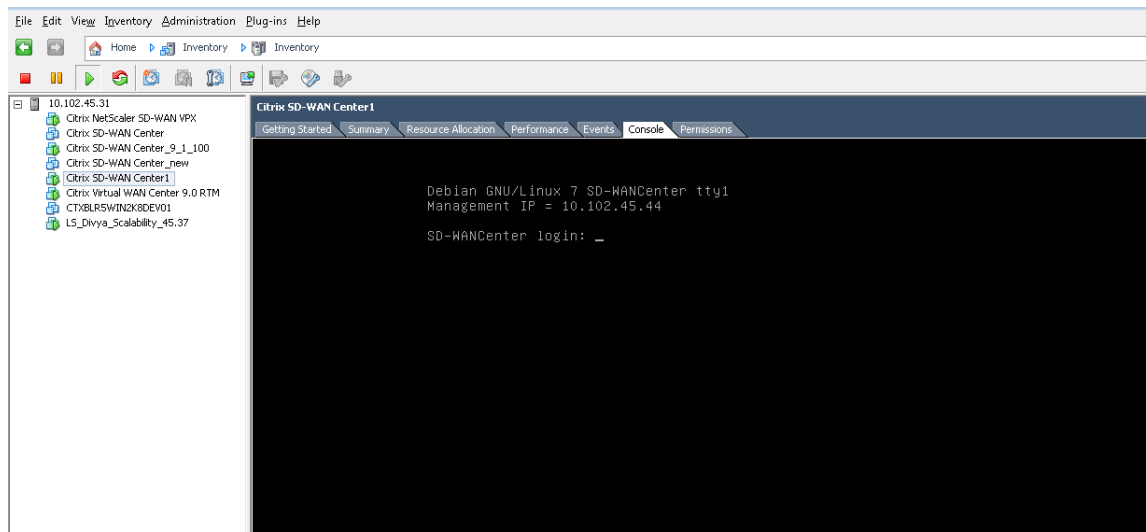 File Edit View Inventory Administration Plug-ins Help
Home Inventory Inventory
10.102.45.31
Citrix NetScaler SD-WAN VPX
Citrix SD-WAN Center
Citrix SD-WAN Center_9_1_100
Citrix SD-WAN Center_new
Citrix SD-WAN Center1
Citrix Virtual WAN Center 9.0 RTM
CTXBLR5WIN2K8DEV01
LS_Divya_Scalability_45.37
Citrix SD-WAN Center1
Getting Started Summary Resource Allocation Performance Events Console Permissions
Debian GNU/Linux 7 SD-WANCenter tty1
Management IP = 10.102.45.44
SD-WANCenter login: _